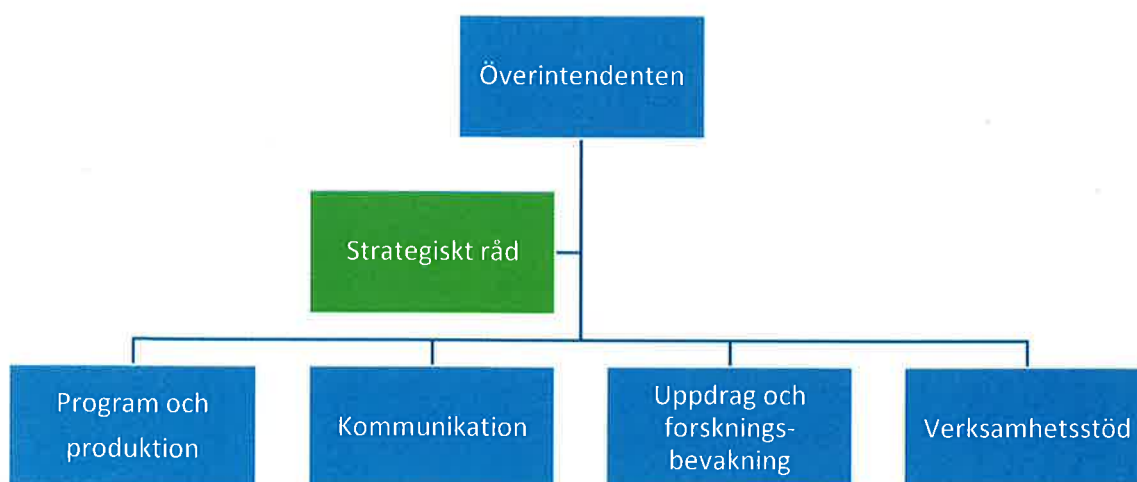 Överintendenten
Strategiskt råd
Program och
produktion
Kommunikation
Uppdrag och
forsknings-
bevakning
Verksamhetsstöd